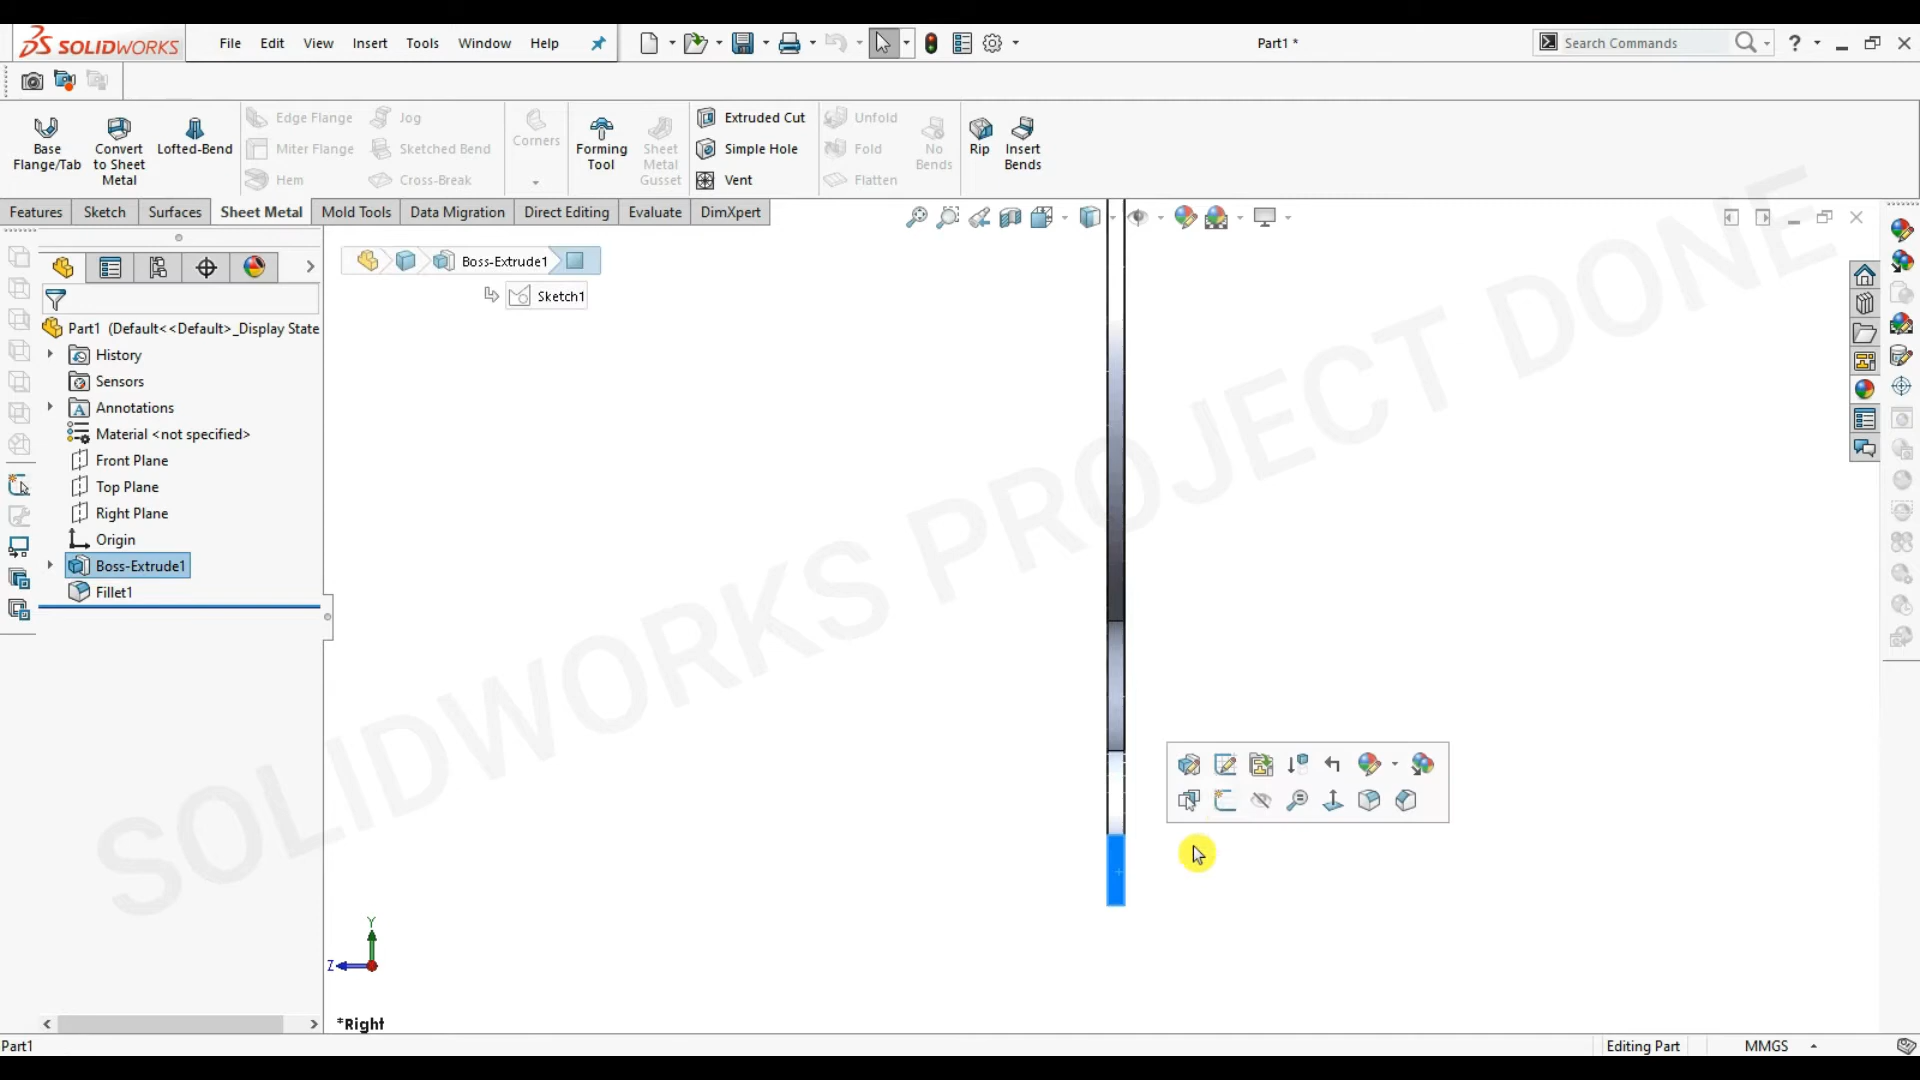 SOLIDWORKS
File Edit View Insert Tools Window Help
Part1 *
Search Commands
?
Base Flange/Tab
Convert to Sheet Metal
Lofted-Bend
Edge Flange
Miter Flange
Hem
Jog
Sketched Bend
Cross-Break
Corners
Forming Tool
Sheet Metal Gusset
Extruded Cut
Simple Hole
Vent
Unfold
Fold
Flatten
No Bends
Rip
Insert Bends
Features Sketch Surfaces Sheet Metal Mold Tools Data Migration Direct Editing Evaluate DimXpert
Boss-Extrude1
Sketch1
Part1 (Default<<Default>_Display State
History
Sensors
Annotations
Material <not specified>
Front Plane
Top Plane
Right Plane
Origin
Boss-Extrude1
Fillet1
SOLIDWORKS PROJECT DONE
Y
Z
*Right
Part1
Editing Part
MMGS